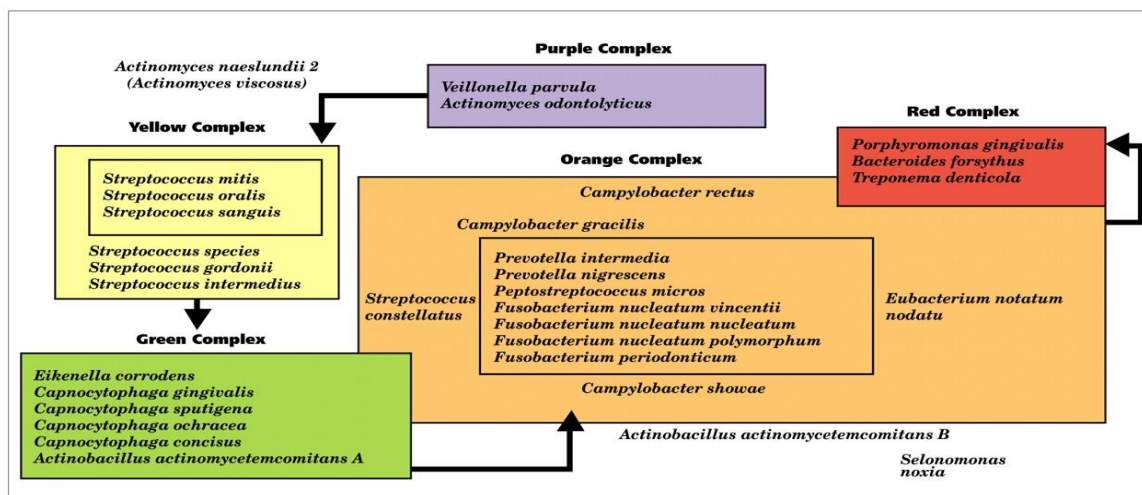 Purple Complex
Actinomyces naeslundii 2
(Actinomyces viscosus)
Veillonella parvula
Actinomyces odontolyticus
Yellow Complex
Streptococcus mitis
Streptococcus oralis
Streptococcus sanguis
Streptococcus species
Streptococcus gordonii
Streptococcus intermedius
Red Complex
Porphyromonas gingivalis
Bacteroides forsythus
Treponema denticola
Orange Complex
Campylobacter rectus
Campylobacter gracilis
Prevotella intermedia
Prevotella nigrescens
Peptostreptococcus micros
Fusobacterium nucleatum vincentii
Fusobacterium nucleatum nucleatum
Fusobacterium nucleatum polymorphum
Fusobacterium periodonticum
Streptococcus
constellatus
Eubacterium notatum
nodatu
Campylobacter showae
Green Complex
Eikenella corrodens
Capnocytophaga gingivalis
Capnocytophaga sputigena
Capnocytophaga ochracea
Capnocytophaga concisus
Actinobacillus actinomycetemcomitans A
Actinobacillus actinomycetemcomitans B
Selonomonas
noxia